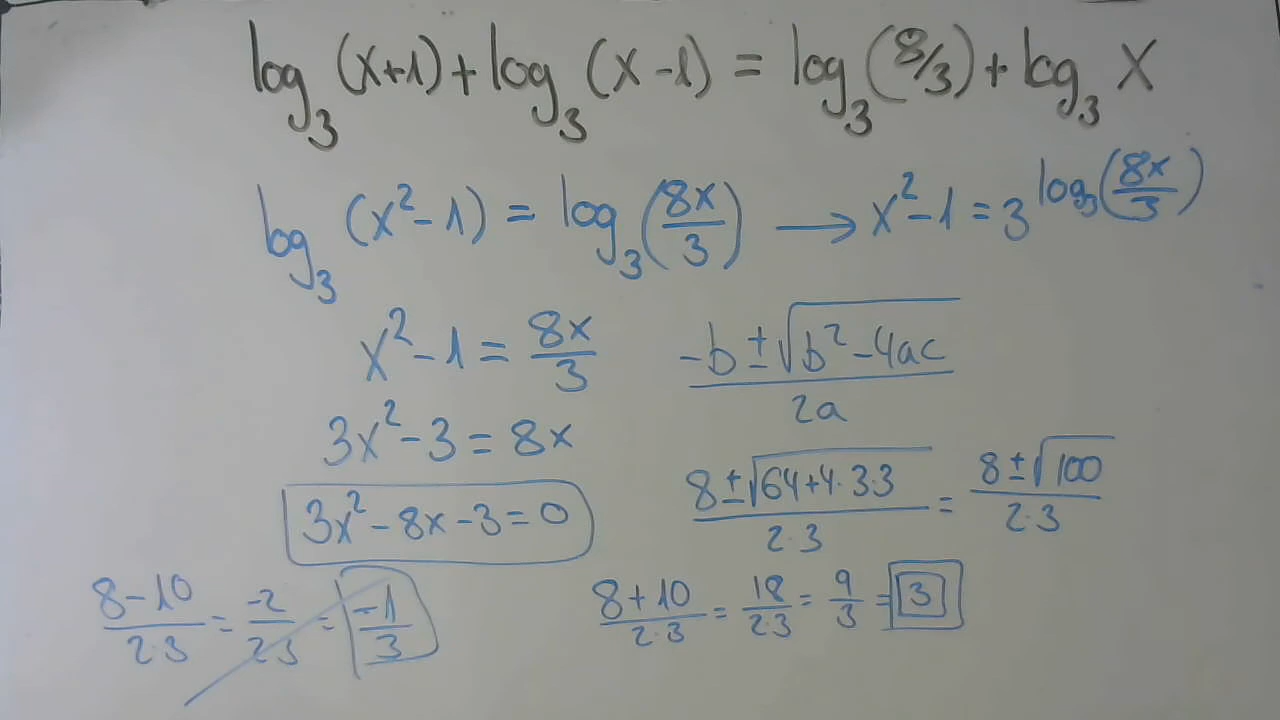 log₃(x+1)+log₃(x-1) = log₃(8/3)+log₃ x
log₃(x²-1) = log₃(8x/3) → x²-1=3^log₃(8x/3)
x²-1=8x/3
(-b±√(b²-4ac))/2a
3x²-3=8x
(8±√(64+4·3·3))/(2·3) = (8±√100)/(2·3)
3x²-8x-3=0
(8-10)/(2·3) = -2/(2·3) = -1/3
(8+10)/(2·3) = 18/(2·3) = 9/3 = 3